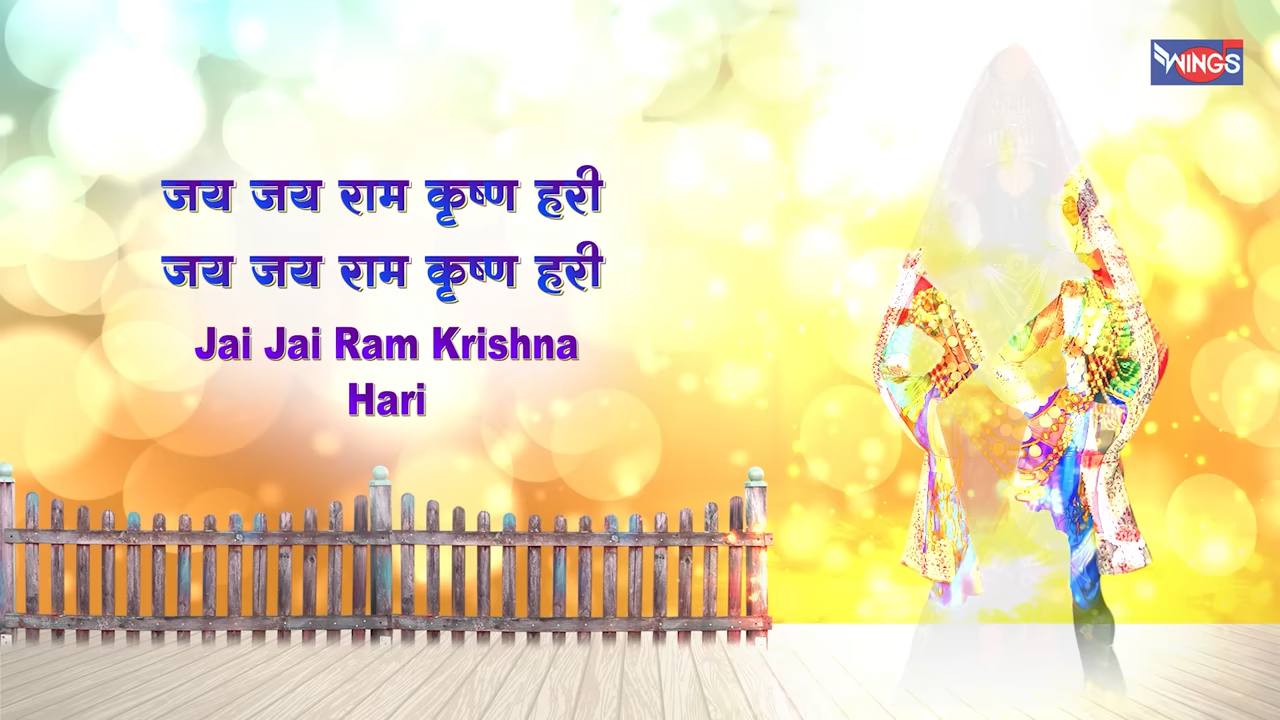 WINGS
जय जय राम कृष्ण हरी
जय जय राम कृष्ण हरी
Jai Jai Ram Krishna
Hari